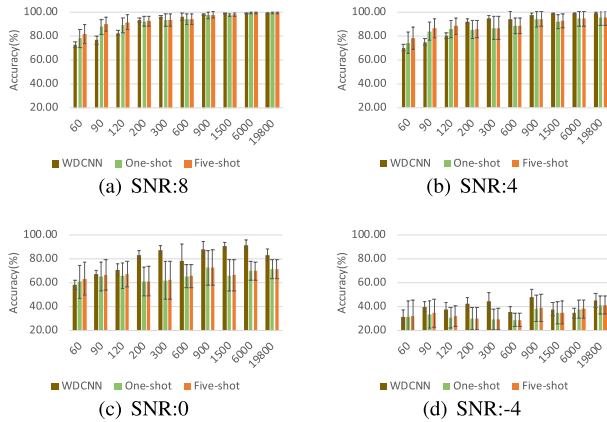 100.00 100.00
80.00 80.00
60.00 60.00
40.00 40.00
20.00 20.00
Accuracy(%) Accuracy(%)
60 90 120 200 300 600 900 1500 6000 19800 60 90 120 200 300 600 900 1500 6000 19800
WDCNN One-shot Five-shot WDCNN One-shot Five-shot
(a) SNR:8 (b) SNR:4
100.00 100.00
80.00 80.00
60.00 60.00
40.00 40.00
20.00 20.00
Accuracy(%) Accuracy(%)
60 90 120 200 300 600 900 1500 6000 19800 60 90 120 200 300 600 900 1500 6000 19800
WDCNN One-shot Five-shot WDCNN One-shot Five-shot
(c) SNR:0 (d) SNR:-4